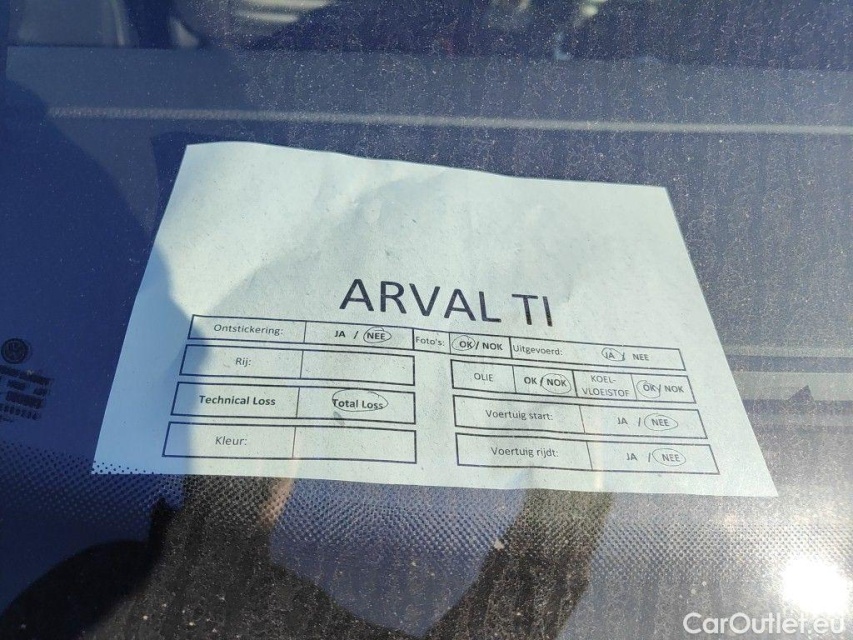 ARVAL TI
Ontstickering: JA / NEE Foto's: OK/ NOK Uitgevoerd: JA / NEE
Rij: OLIE OK /NOK KOEL-VLOEISTOF OK/ NOK
Technical Loss Total Loss Voertuig start: JA / NEE
Kleur: Voertuig rijdt: JA / NEE
CarOutlet.eu